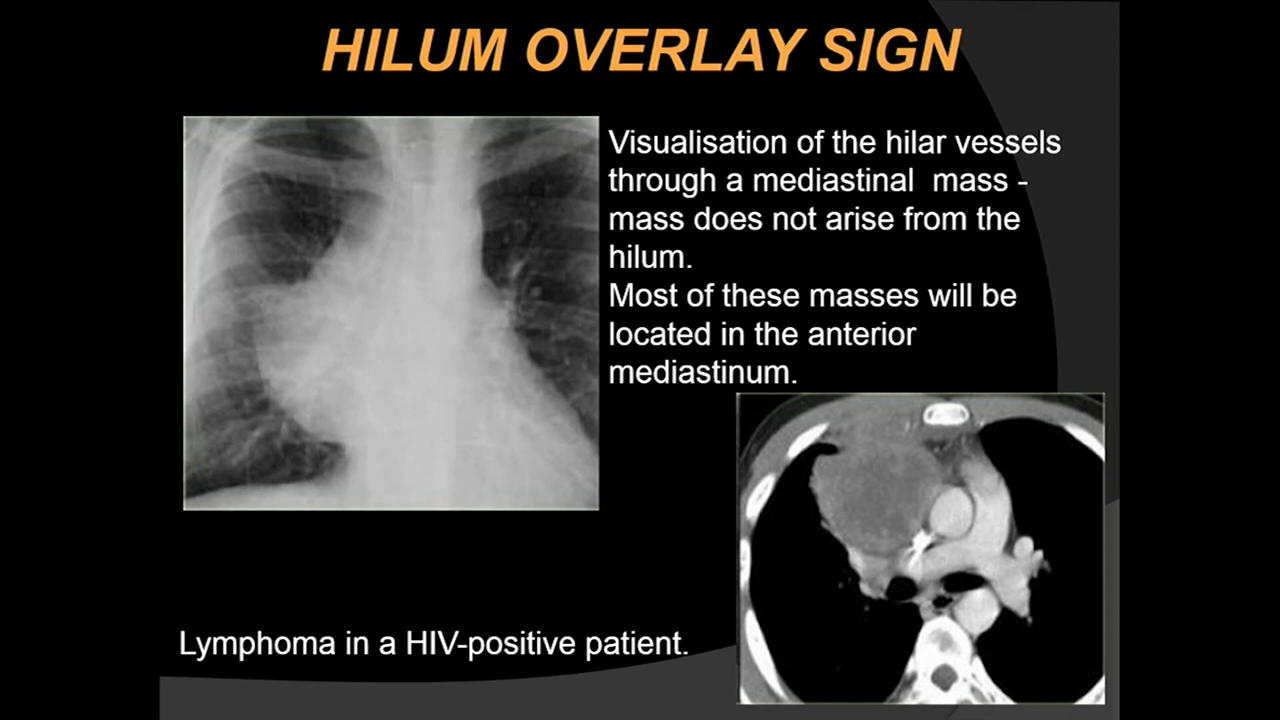 HILUM OVERLAY SIGN
Visualisation of the hilar vessels
through a mediastinal  mass -
mass does not arise from the
hilum.
Most of these masses will be
located in the anterior
mediastinum.
Lymphoma in a HIV-positive patient.